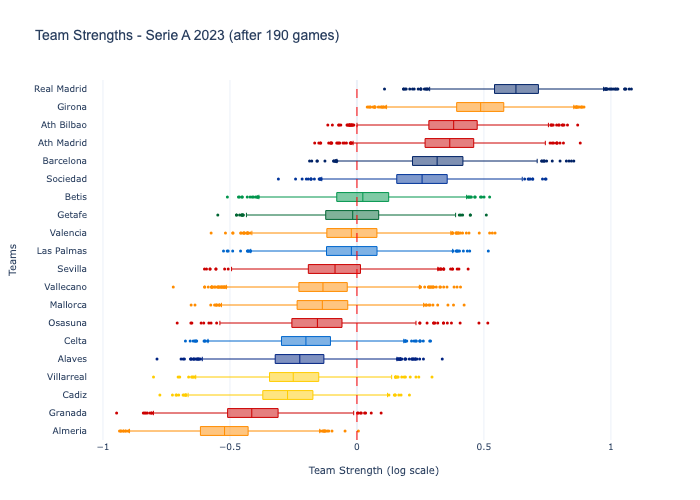 Team Strengths - Serie A 2023 (after 190 games)
Real Madrid
Girona
Ath Bilbao
Ath Madrid
Barcelona
Sociedad
Betis
Getafe
Valencia
Las Palmas
Sevilla
Vallecano
Mallorca
Osasuna
Celta
Alaves
Villarreal
Cadiz
Granada
Almeria
Teams
−1 −0.5 0 0.5 1
Team Strength (log scale)